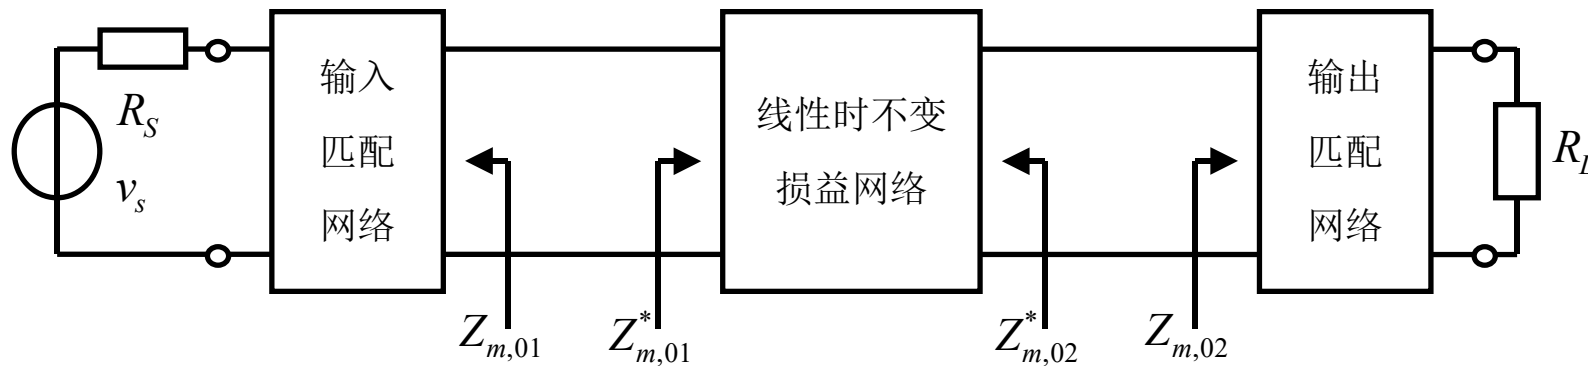 R_S
v_s
输入
匹配
网络
线性时不变
损益网络
输出
匹配
网络
R_L
Z_{m,01}
Z^*_{m,01}
Z^*_{m,02}
Z_{m,02}